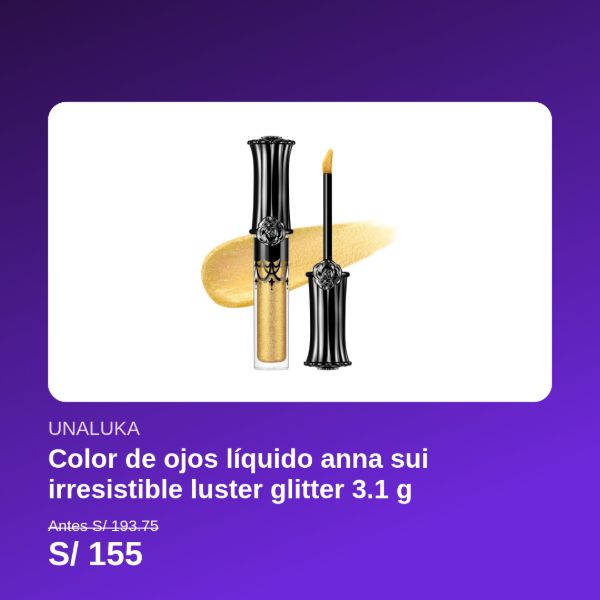 UNALUKA
Color de ojos líquido anna sui
irresistible luster glitter 3.1 g
Antes S/ 193.75
S/ 155